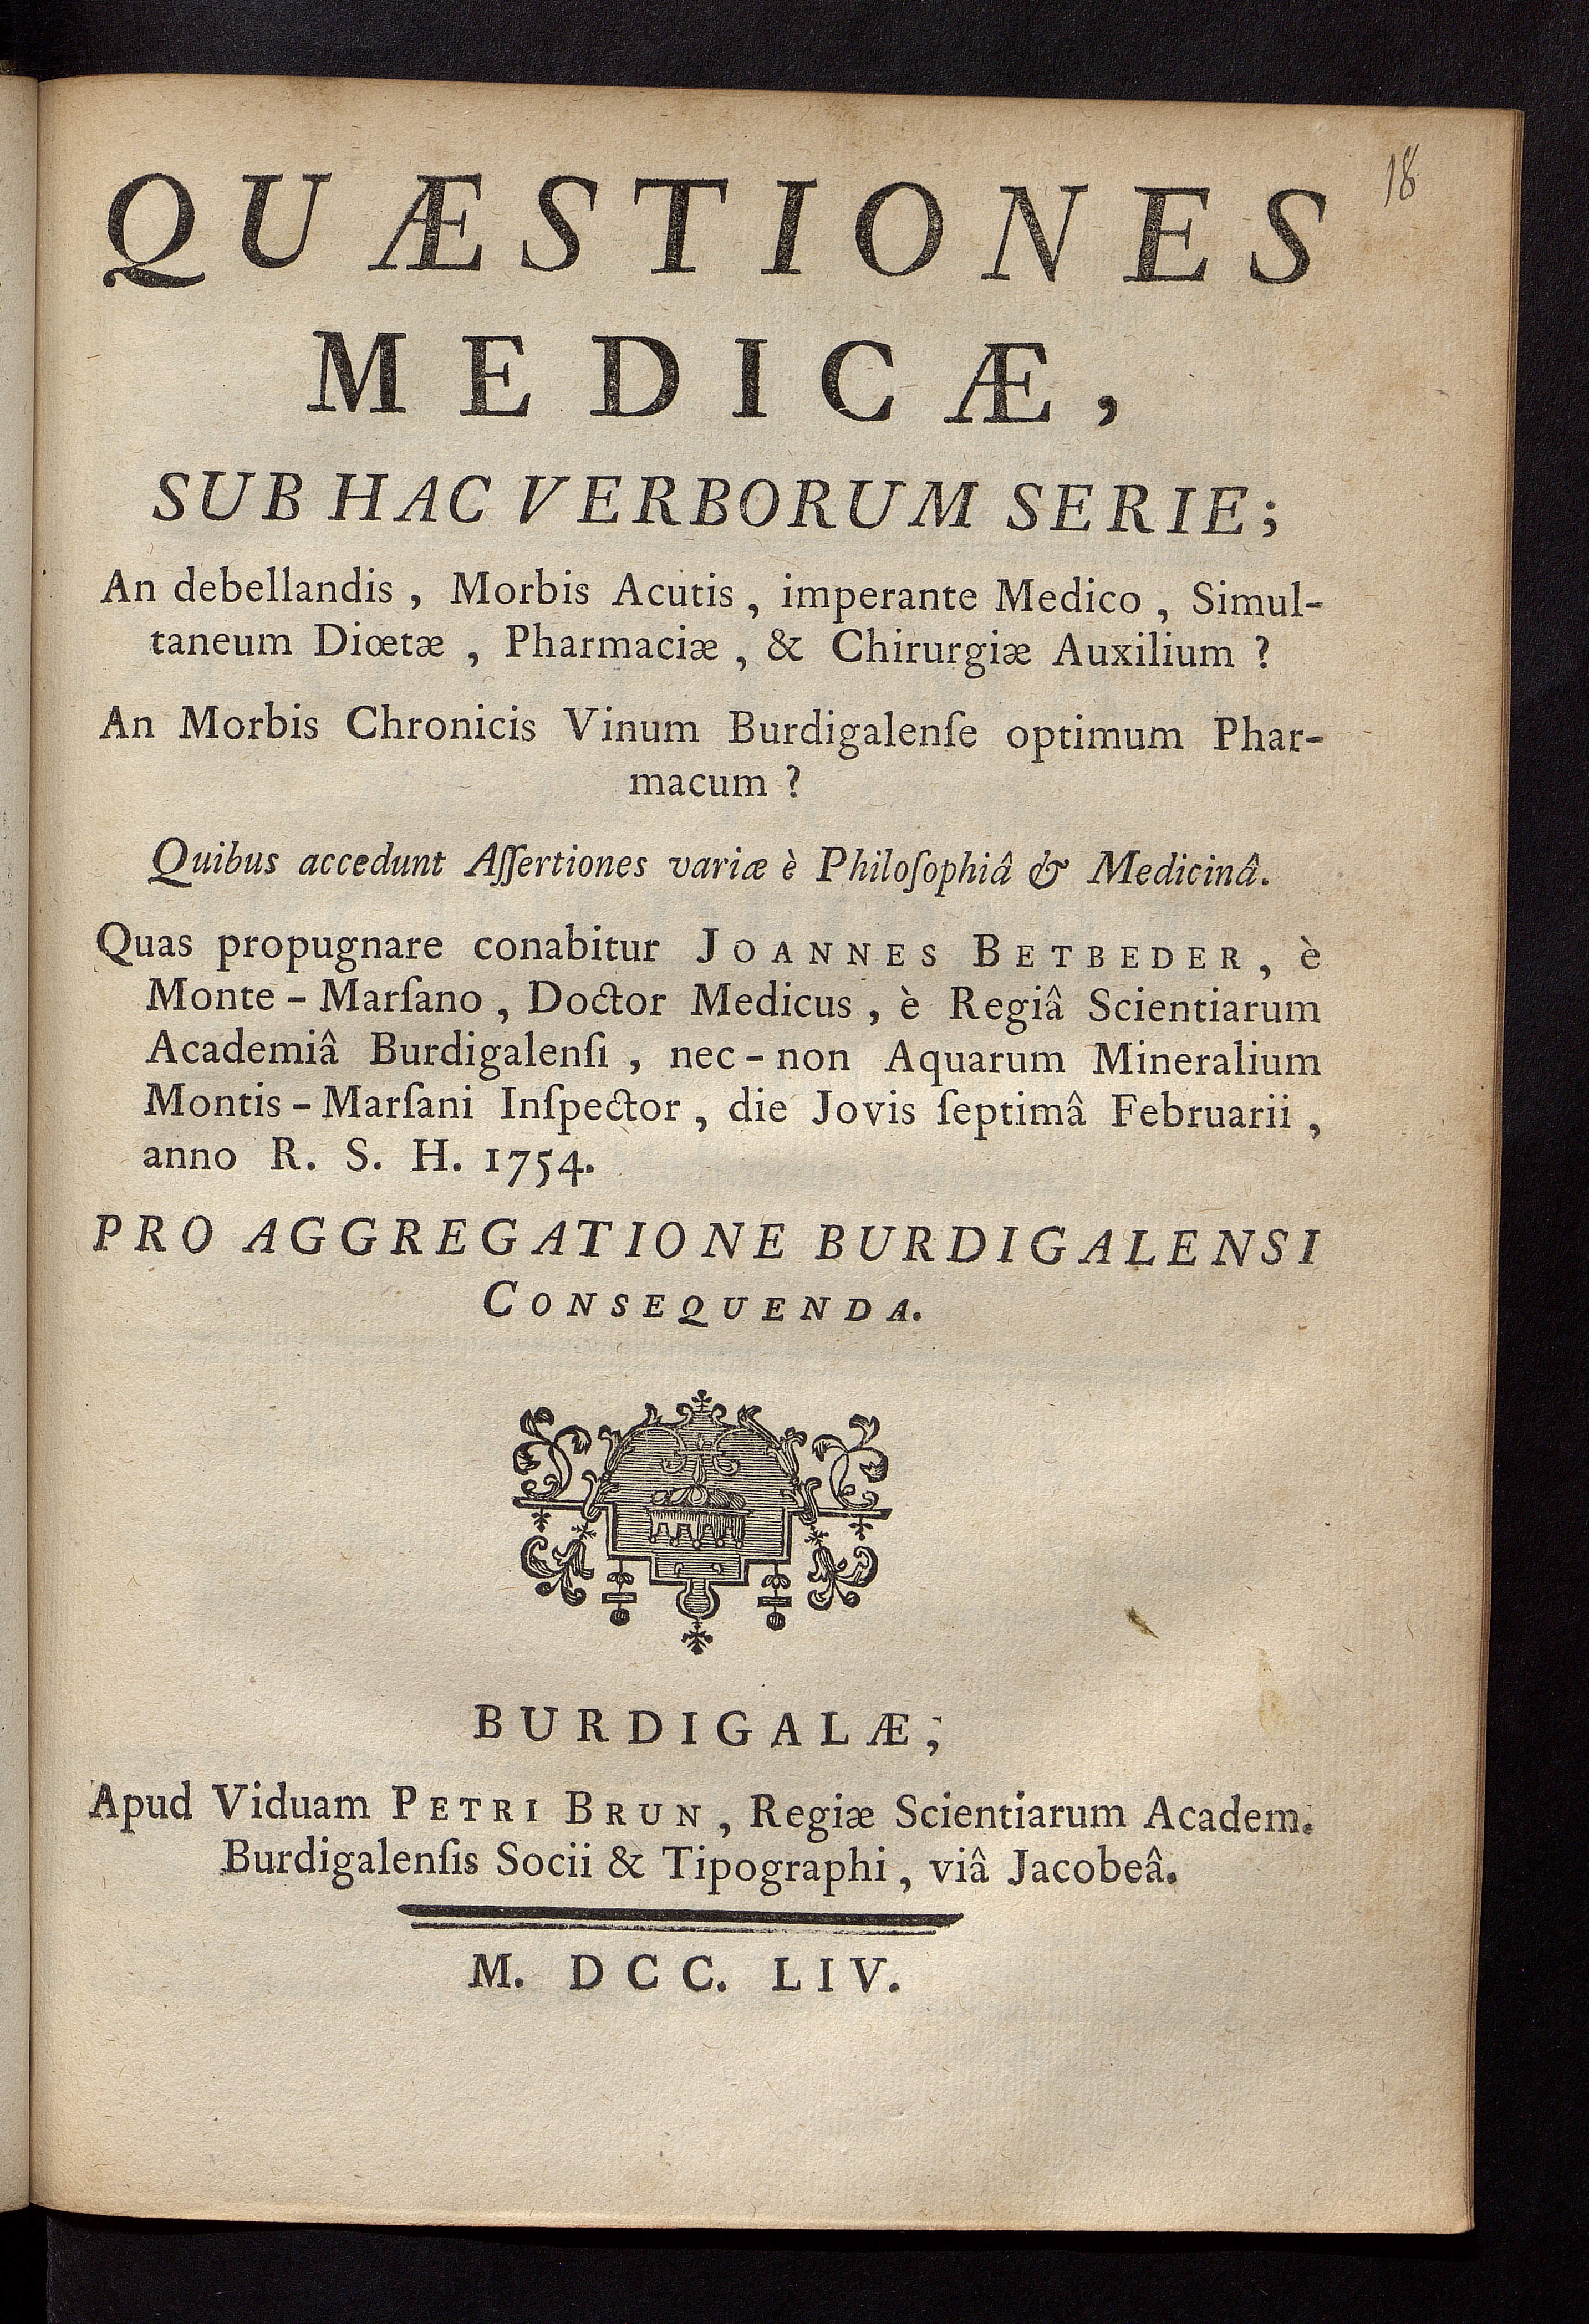 18
QUÆSTIONES
MEDICÆ,
SUB HAC VERBORUM SERIE;
An debellandis, Morbis Acutis, imperante Medico, Simul-
taneum Diœtæ, Pharmaciæ, & Chirurgiæ Auxilium ?
An Morbis Chronicis Vinum Burdigalenſe optimum Phar-
macum ?
Quibus accedunt Aſſertiones variæ è Philoſophiâ & Medicinâ.
Quas propugnare conabitur JOANNES BETBEDER, è
Monte-Marſano, Doctor Medicus, è Regiâ Scientiarum
Academiâ Burdigalenſi, nec-non Aquarum Mineralium
Montis-Marſani Inſpector, die Jovis ſeptimâ Februarii,
anno R. S. H. 1754.
PRO AGGREGATIONE BURDIGALENSI
CONSEQUENDA.
BURDIGALÆ;
Apud Viduam PETRI BRUN, Regiæ Scientiarum Academ.
Burdigalenſis Socii & Tipographi, viâ Jacobeâ.
M. DCC. LIV.